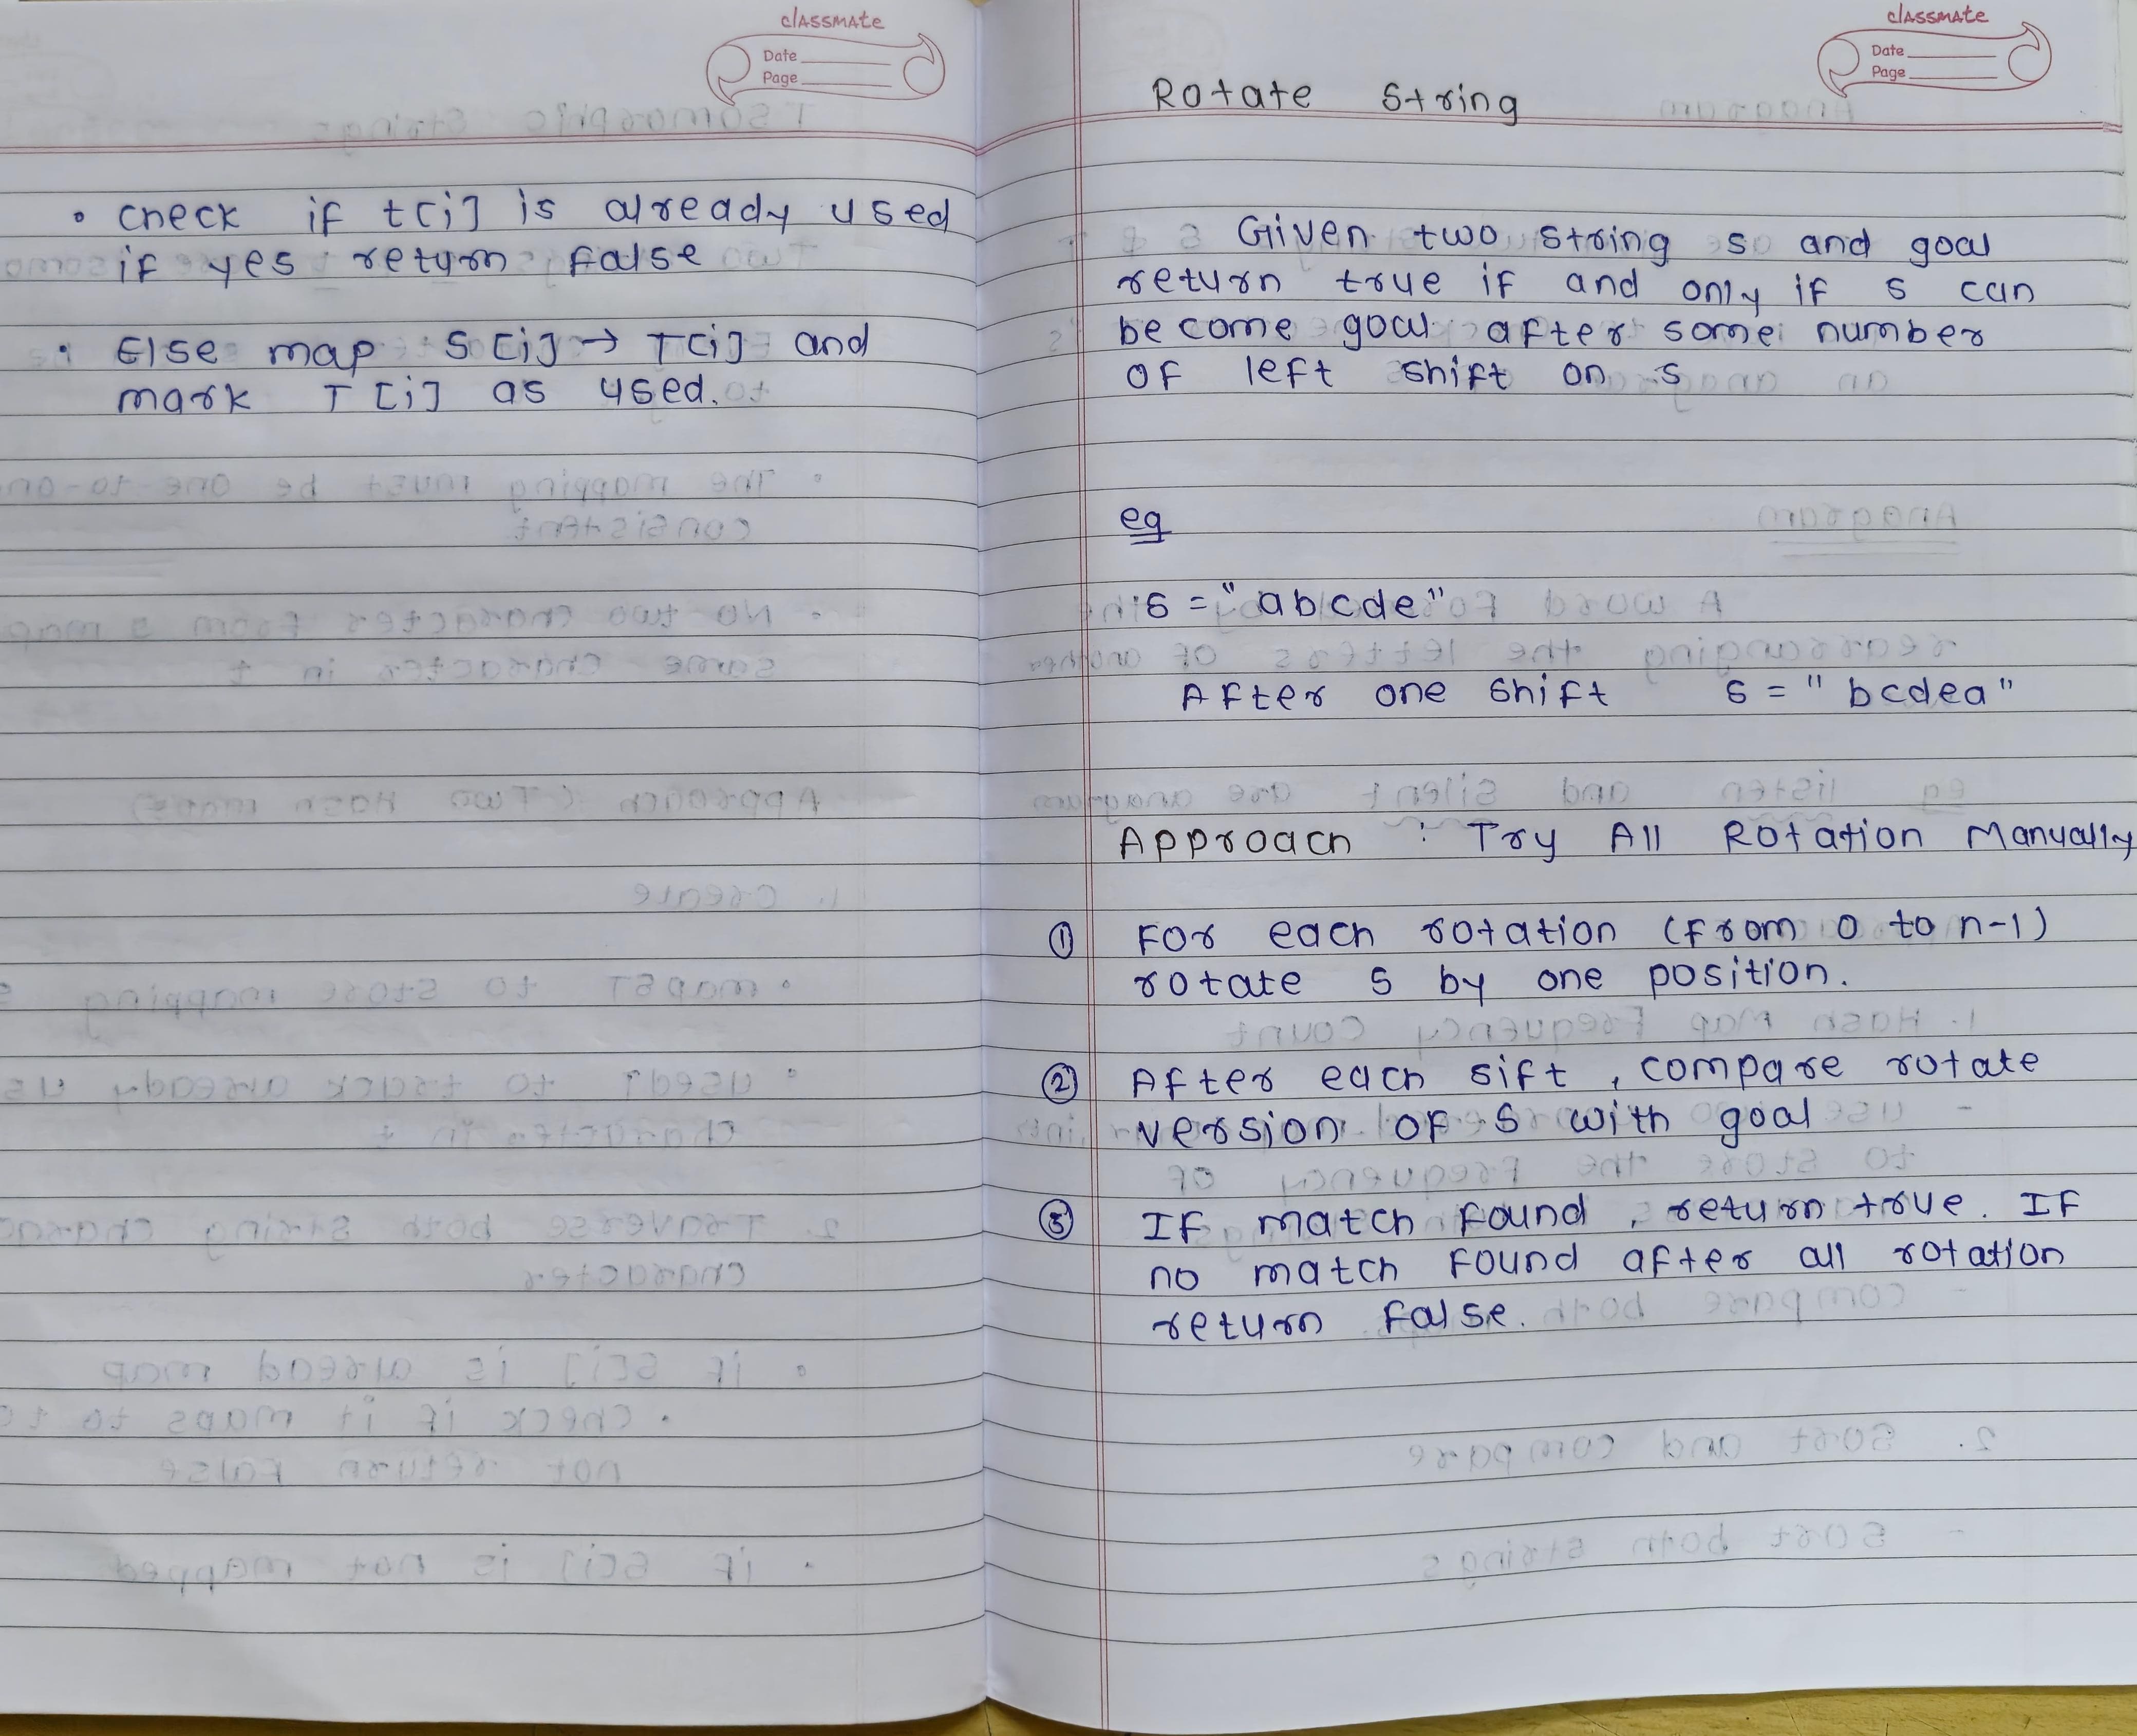 classmate
Date
Page
• check if t[i] is already used
if yes return false
• Else map S[i] → T[i] and
mark T[i] as used.
classmate
Date
Page
Rotate String
Given two string s and goal
return true if and only if s can
become goal after some number
of left shift on s
eg
s = "abcde"
After one shift s = "bcdea"
Approach : Try All Rotation Manually
① For each rotation (from 0 to n-1)
rotate s by one position.
② After each sift , compare rotate
version of s with goal
③ If match found , return true. If
no match found after all rotation
return false.